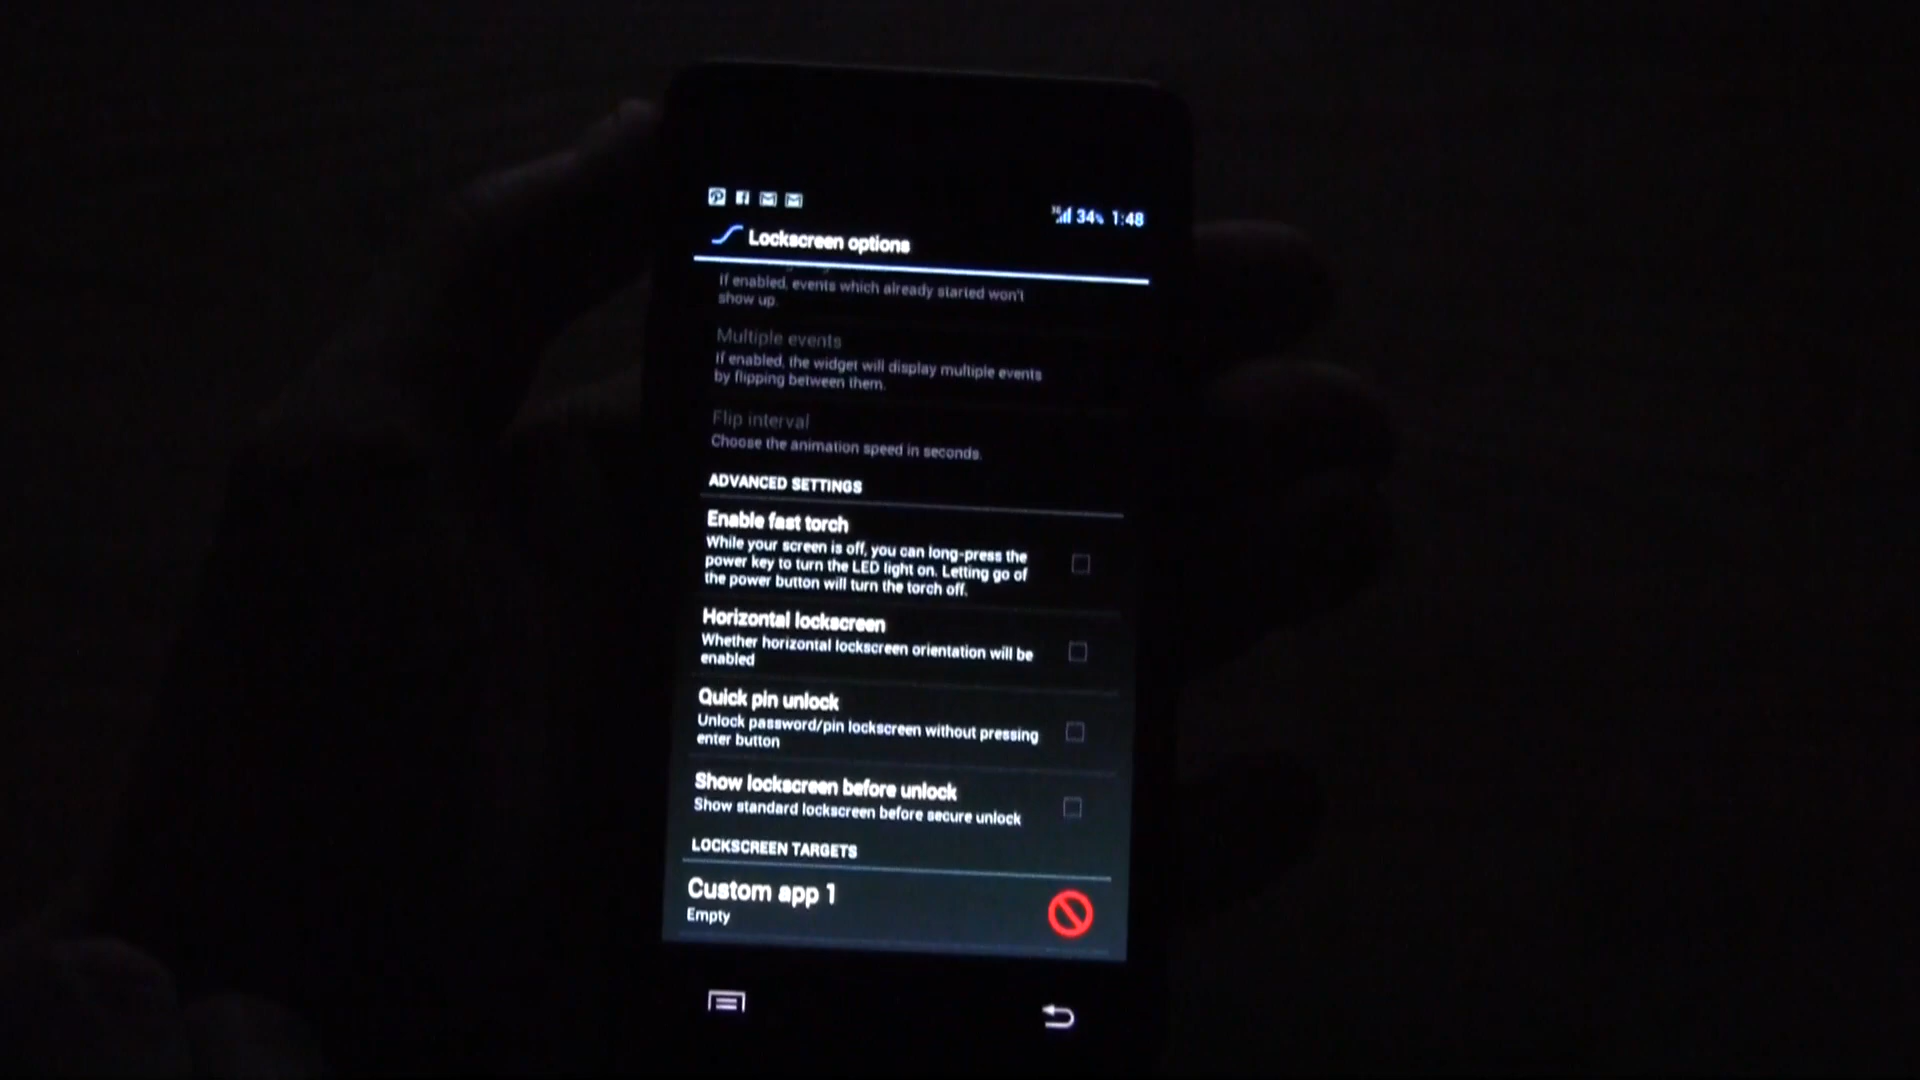 3G 34% 1:48
Lockscreen options
If enabled, events which already started won't
show up.
Multiple events
If enabled, the widget will display multiple events
by flipping between them.
Flip interval
Choose the animation speed in seconds.
ADVANCED SETTINGS
Enable fast torch
While your screen is off, you can long-press the
power key to turn the LED light on. Letting go of
the power button will turn the torch off.
Horizontal lockscreen
Whether horizontal lockscreen orientation will be
enabled
Quick pin unlock
Unlock password/pin lockscreen without pressing
enter button
Show lockscreen before unlock
Show standard lockscreen before secure unlock
LOCKSCREEN TARGETS
Custom app 1
Empty